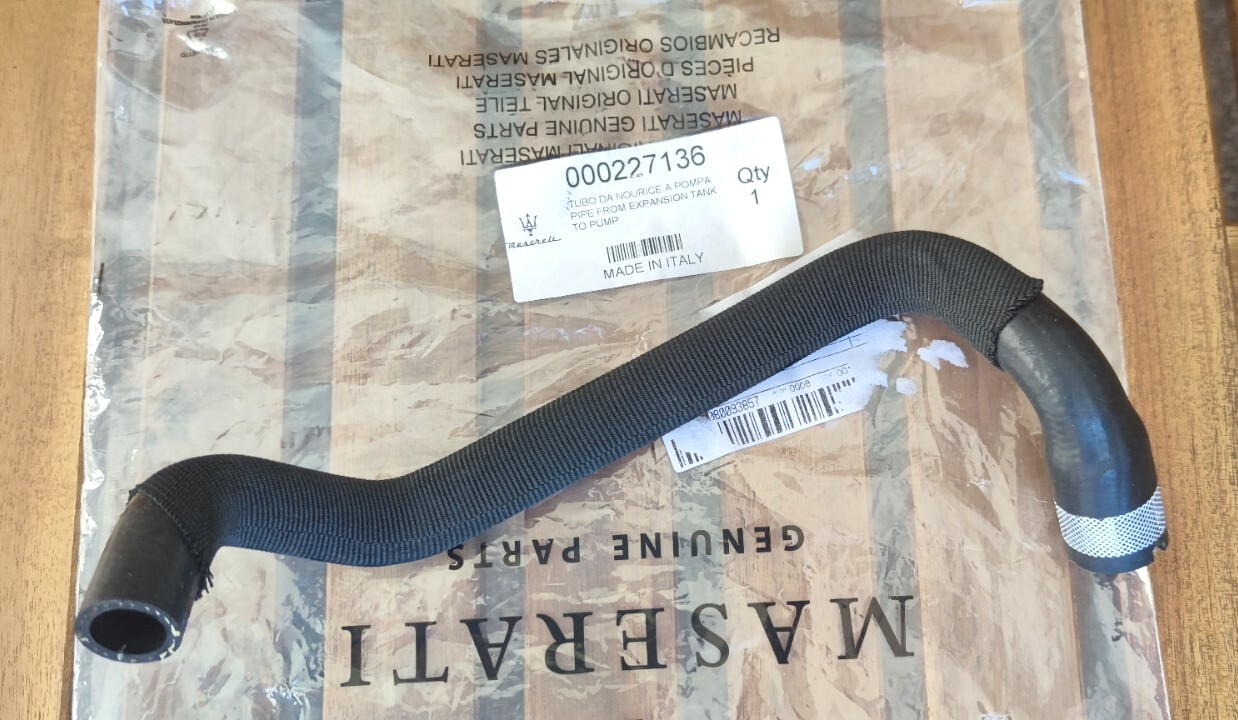 RECAMBIOS ORIGINALES MASERATI
PIÈCES D'ORIGINAL MASERATI
MASERATI ORIGINAL TEILE
MASERATI GENUINE PARTS
MASERATI
000227136
TUBO DA NOURICE A POMPA
PIPE FROM EXPANSION TANK
TO PUMP
Qty
1
Maserati
MADE IN ITALY
GENUINE PARTS
MASERATI